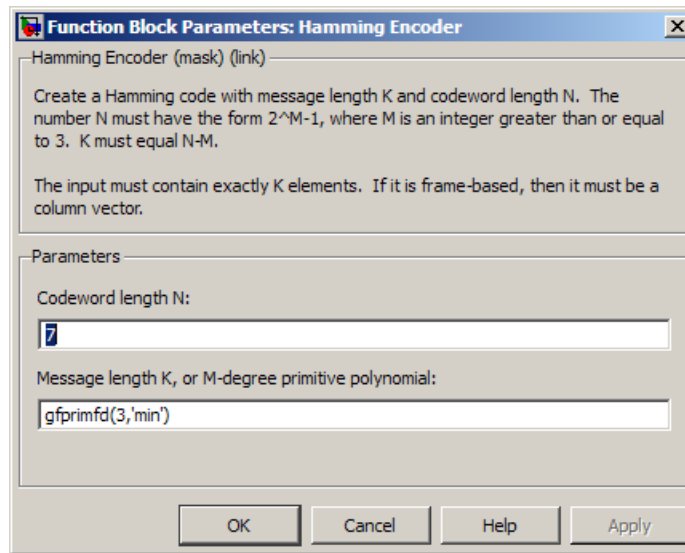 Function Block Parameters: Hamming Encoder
Hamming Encoder (mask) (link)
Create a Hamming code with message length K and codeword length N. The
number N must have the form 2^M-1, where M is an integer greater than or equal
to 3. K must equal N-M.
The input must contain exactly K elements. If it is frame-based, then it must be a
column vector.
Parameters
Codeword length N:
7
Message length K, or M-degree primitive polynomial:
gfprimfd(3,'min')
OK
Cancel
Help
Apply